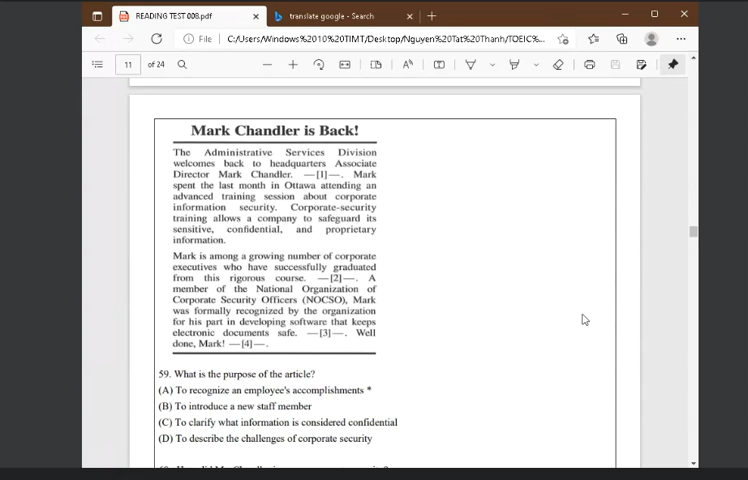 READING TEST 008.pdf
translate google - Search
File
C:/Users/Windows%2010%20TIMT/Desktop/Nguyen%20Tat%20Thanh/TOEIC%...
11
of 24
Mark Chandler is Back!
The Administrative Services Division
welcomes back to headquarters Associate
Director Mark Chandler. —[1]—. Mark
spent the last month in Ottawa attending an
advanced training session about corporate
information security. Corporate-security
training allows a company to safeguard its
sensitive, confidential, and proprietary
information.
Mark is among a growing number of corporate
executives who have successfully graduated
from this rigorous course. —[2]—. A
member of the National Organization of
Corporate Security Officers (NOCSO), Mark
was formally recognized by the organization
for his part in developing software that keeps
electronic documents safe. —[3]—. Well
done, Mark! —[4]—.
59. What is the purpose of the article?
(A) To recognize an employee's accomplishments *
(B) To introduce a new staff member
(C) To clarify what information is considered confidential
(D) To describe the challenges of corporate security